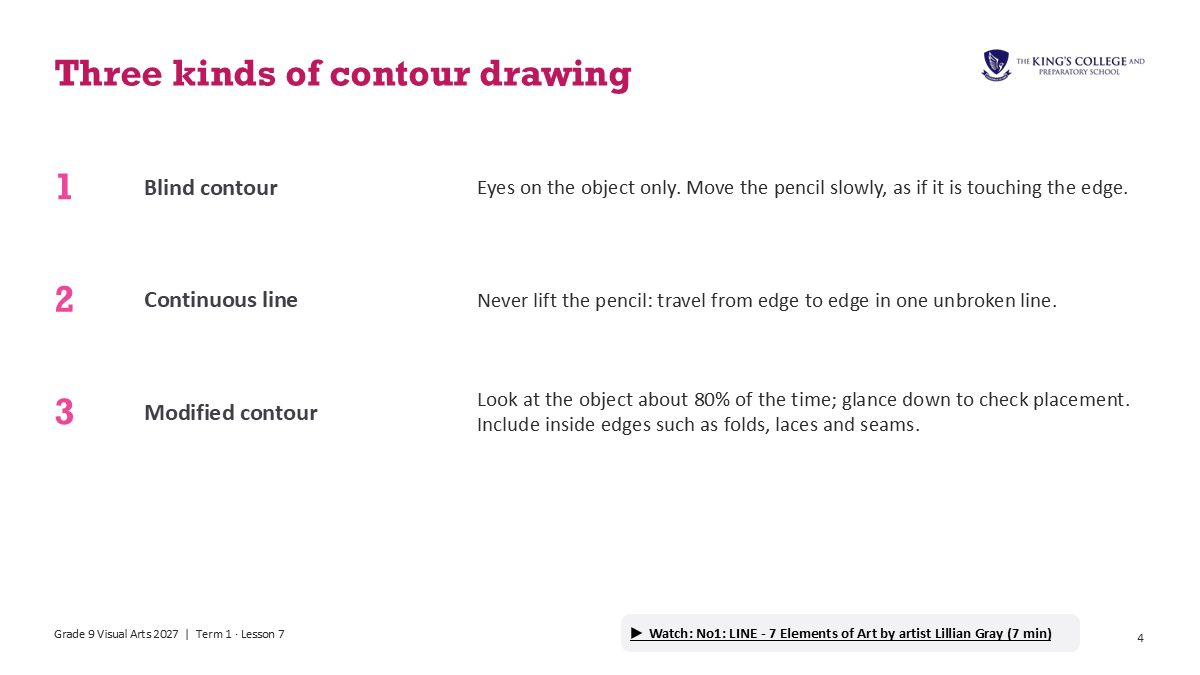 Three kinds of contour drawing
THE KING'S COLLEGE AND
PREPARATORY SCHOOL
1
Blind contour
Eyes on the object only. Move the pencil slowly, as if it is touching the edge.
2
Continuous line
Never lift the pencil: travel from edge to edge in one unbroken line.
3
Modified contour
Look at the object about 80% of the time; glance down to check placement.
Include inside edges such as folds, laces and seams.
Grade 9 Visual Arts 2027 | Term 1 · Lesson 7
▶ Watch: No1: LINE - 7 Elements of Art by artist Lillian Gray (7 min)
4